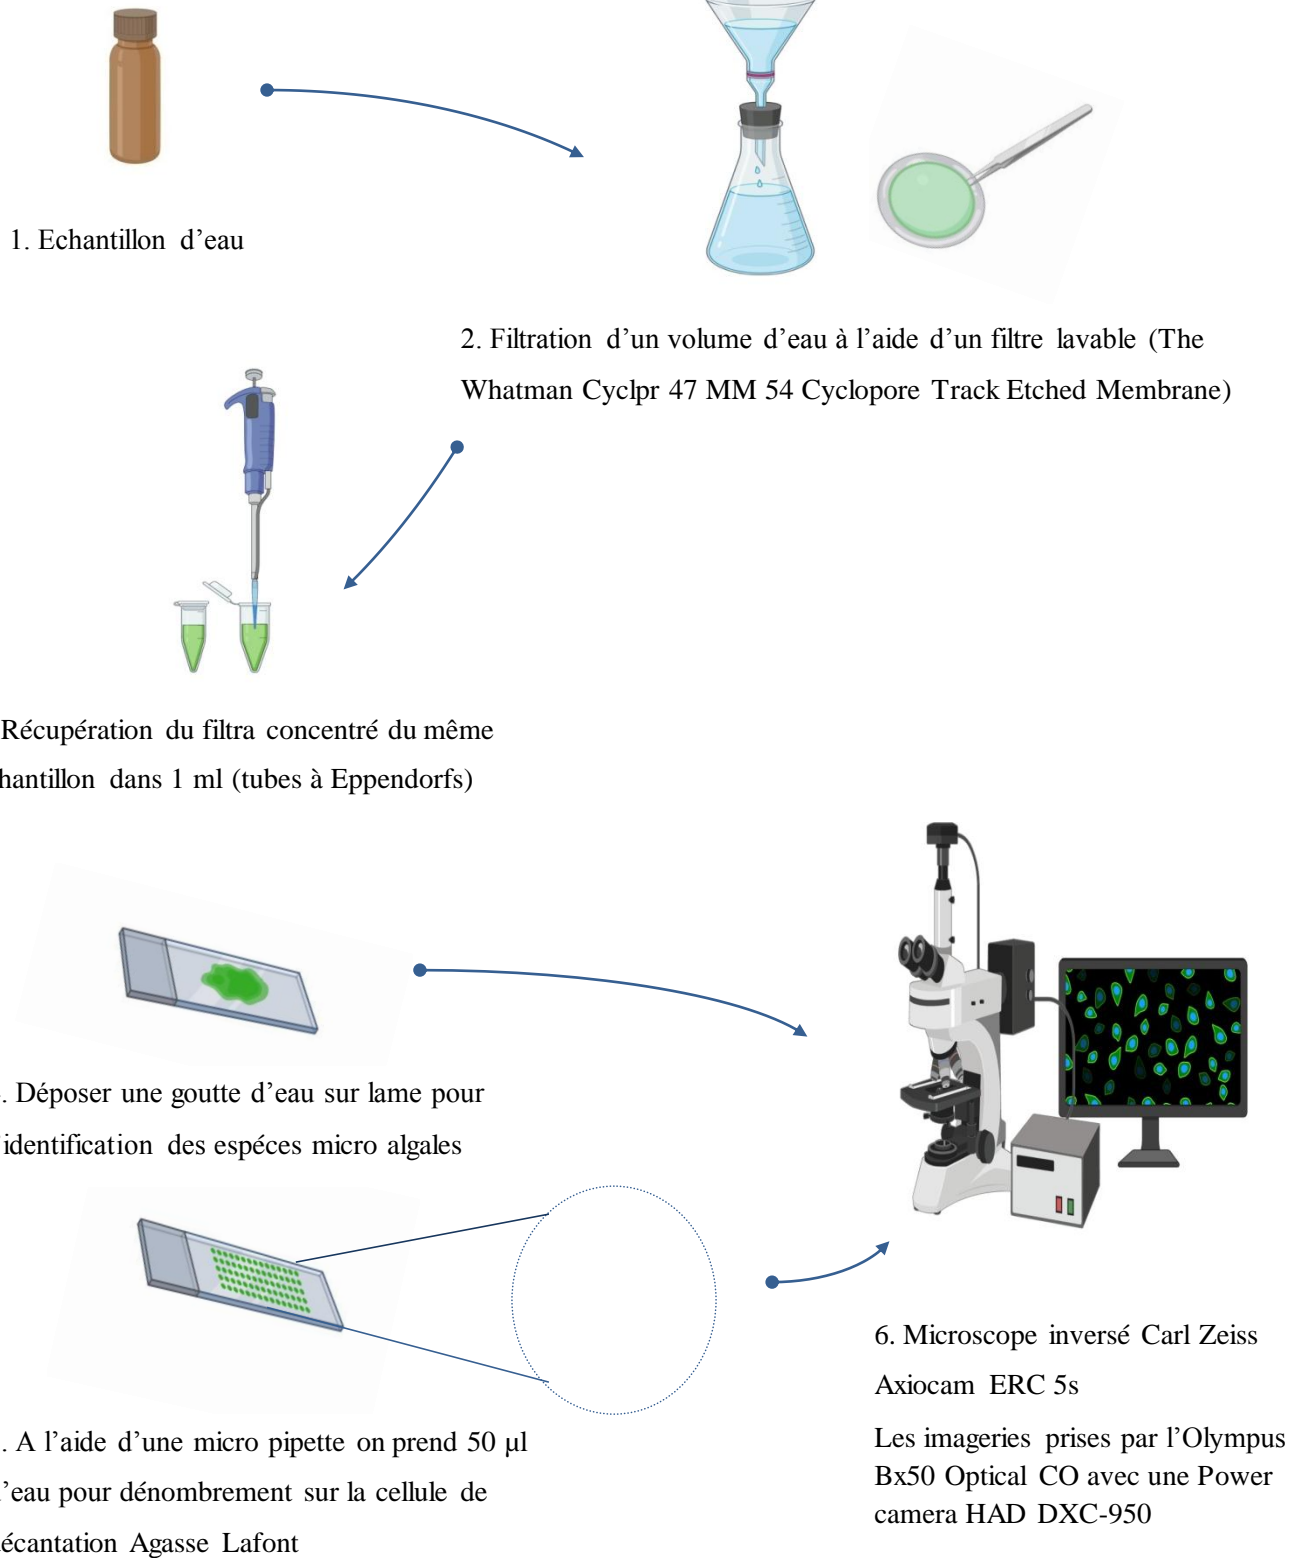 1. Echantillon d’eau
2. Filtration d’un volume d’eau à l’aide d’un filtre lavable (The
Whatman Cyclpr 47 MM 54 Cyclopore Track Etched Membrane)
Récupération du filtra concentré du même
hantillon dans 1 ml (tubes à Eppendorfs)
. Déposer une goutte d’eau sur lame pour
’identification des espéces micro algales
. A l’aide d’une micro pipette on prend 50 µl
’eau pour dénombrement sur la cellule de
écantation Agasse Lafont
6. Microscope inversé Carl Zeiss
Axiocam ERC 5s
Les imageries prises par l’Olympus
Bx50 Optical CO avec une Power
camera HAD DXC-950